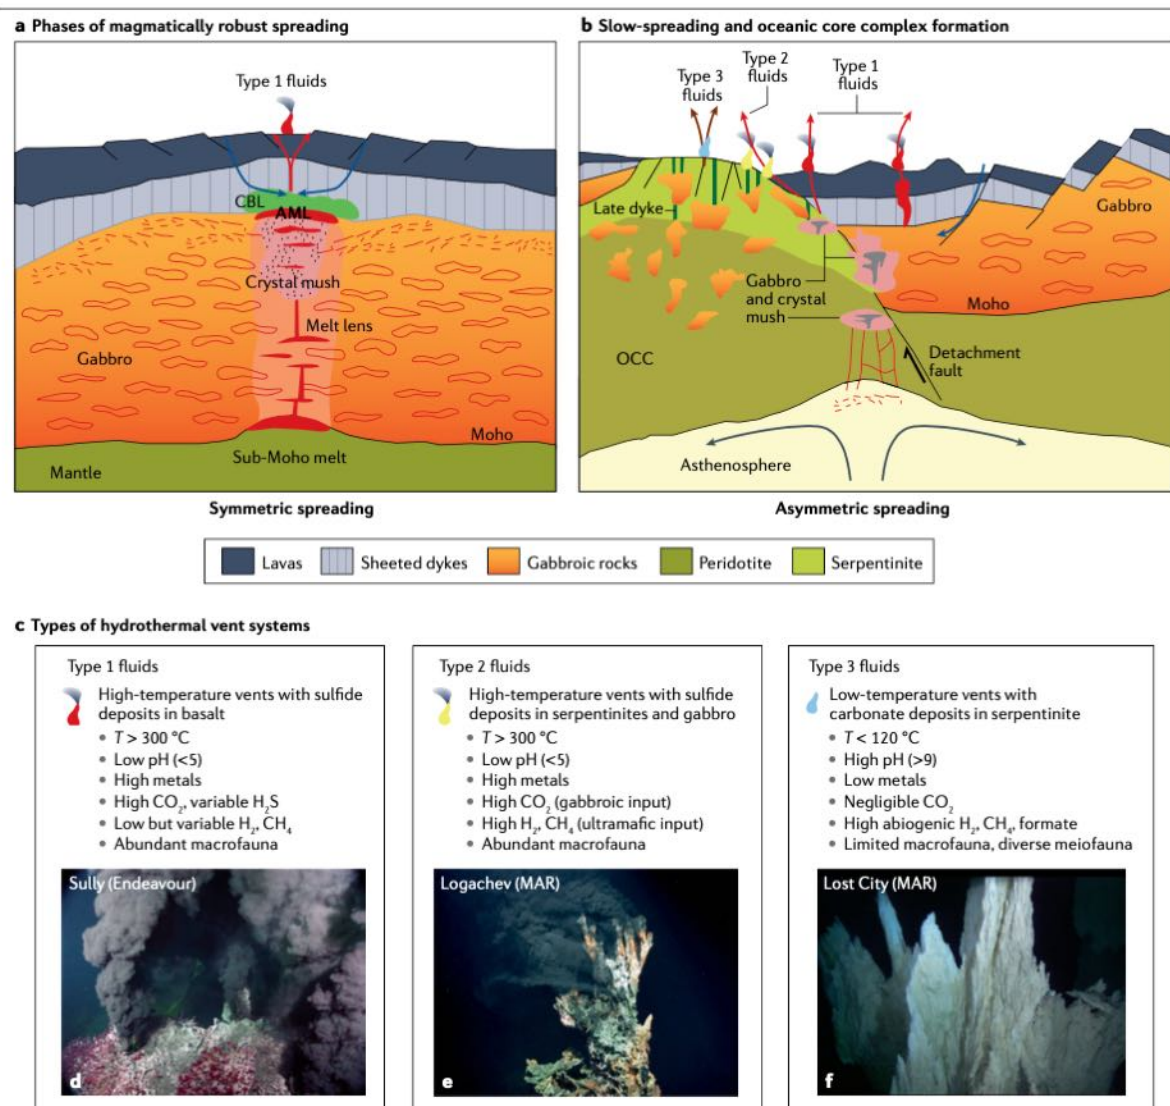 a Phases of magmatically robust spreading
Type 1 fluids
CBL
AML
Crystal mush
Melt lens
Gabbro
Moho
Sub-Moho melt
Mantle
Symmetric spreading
b Slow-spreading and oceanic core complex formation
Type 3
fluids
Type 2
fluids
Type 1
fluids
Late dyke
Gabbro
Gabbro
and crystal
mush
Moho
OCC
Detachment
fault
Asthenosphere
Asymmetric spreading
Lavas
Sheeted dykes
Gabbroic rocks
Peridotite
Serpentinite
c Types of hydrothermal vent systems
Type 1 fluids
High-temperature vents with sulfide
deposits in basalt
• T > 300 °C
• Low pH (<5)
• High metals
• High CO₂, variable H₂S
• Low but variable H₂, CH₄
• Abundant macrofauna
Sully (Endeavour)
d
Type 2 fluids
High-temperature vents with sulfide
deposits in serpentinites and gabbro
• T > 300 °C
• Low pH (<5)
• High metals
• High CO₂ (gabbroic input)
• High H₂, CH₄ (ultramafic input)
• Abundant macrofauna
Logachev (MAR)
e
Type 3 fluids
Low-temperature vents with
carbonate deposits in serpentinite
• T < 120 °C
• High pH (>9)
• Low metals
• Negligible CO₂
• High abiogenic H₂, CH₄, formate
• Limited macrofauna, diverse meiofauna
Lost City (MAR)
f